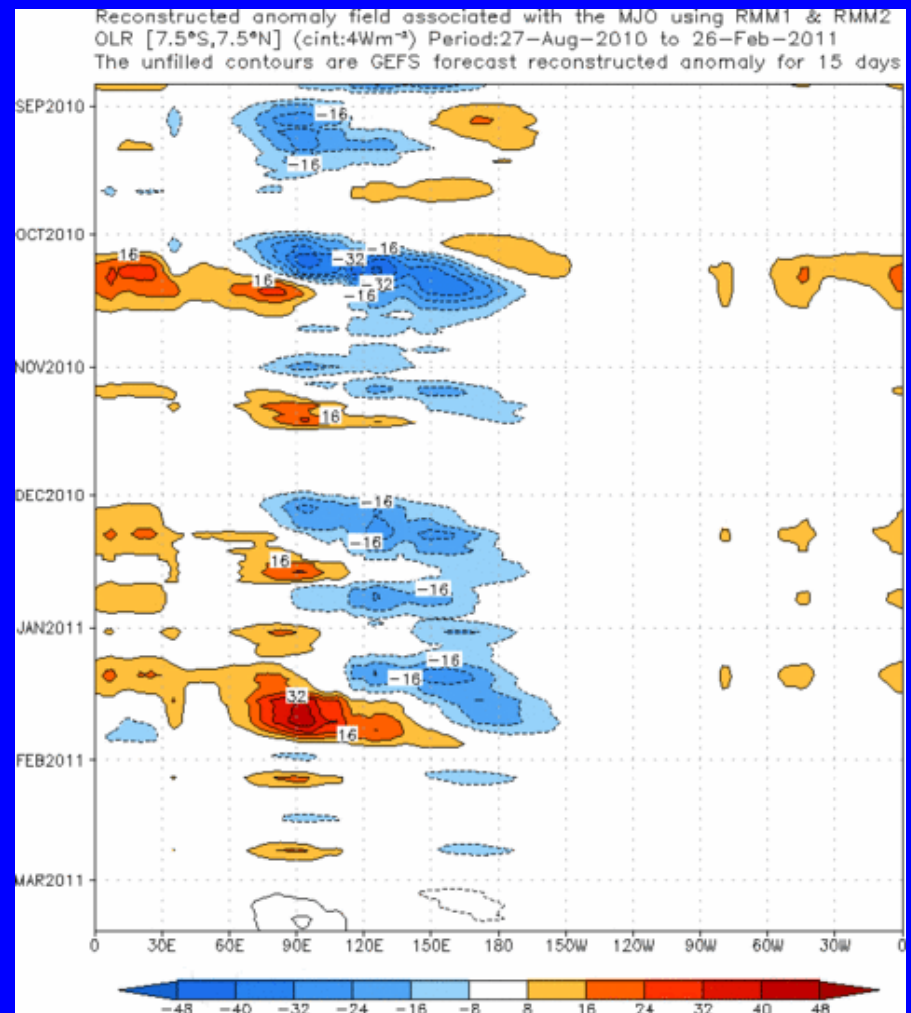 Reconstructed anomaly field associated with the MJO using RMM1 & RMM2
OLR [7.5°S,7.5°N] (cint:4Wm⁻²) Period:27-Aug-2010 to 26-Feb-2011
The unfilled contours are GEFS forecast reconstructed anomaly for 15 days
SEP2010
-16
-16
OCT2010
16 -32 -16
16 -32
-16
NOV2010
16
DEC2010
-16
-16
16
-16
JAN2011
-16
-16
32
16
FEB2011
MAR2011
0 30E 60E 90E 120E 150E 180 150W 120W 90W 60W 30W 0
-48 -40 -32 -24 -16 -8 8 16 24 32 40 48